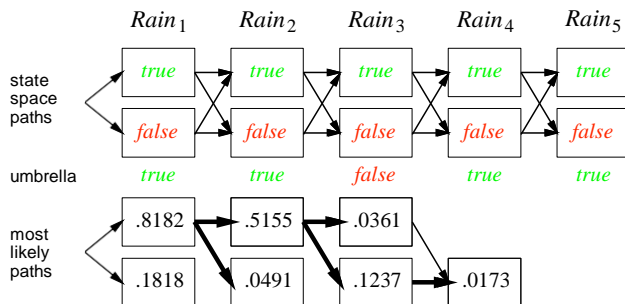 Rain1 Rain2 Rain3 Rain4 Rain5
state space paths
true true true true true
false false false false false
umbrella true true false true true
most likely paths
.8182 .5155 .0361
.1818 .0491 .1237 .0173